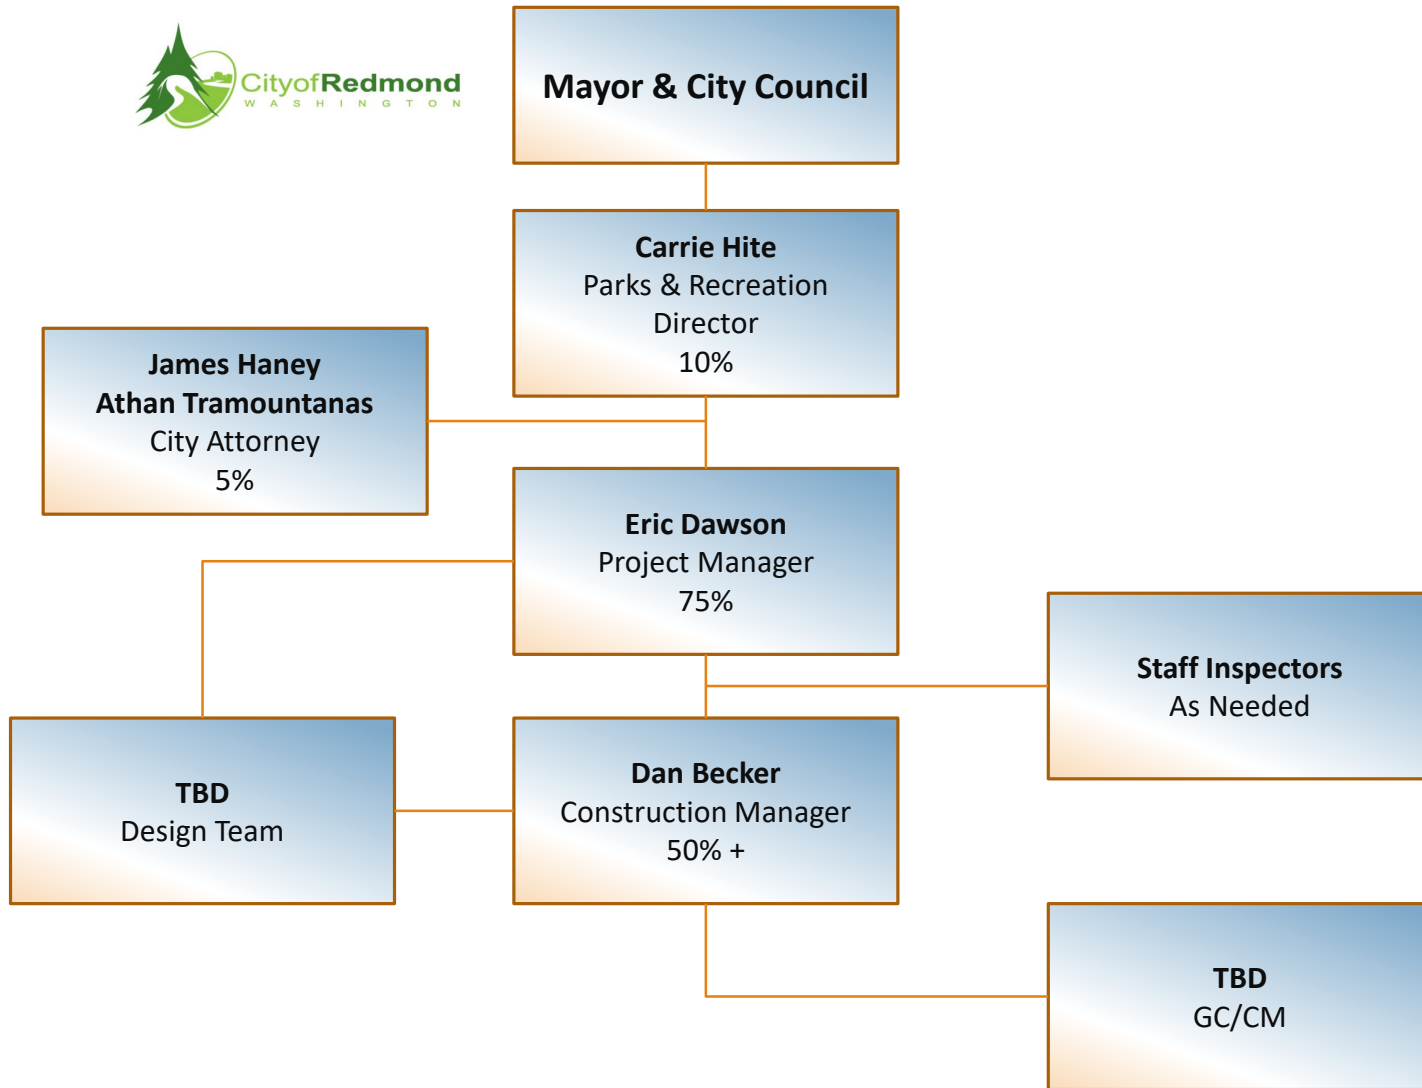 CityofRedmond
WASHINGTON
Mayor & City Council
Carrie Hite
Parks & Recreation
Director
10%
James Haney
Athan Tramountanas
City Attorney
5%
Eric Dawson
Project Manager
75%
Staff Inspectors
As Needed
TBD
Design Team
Dan Becker
Construction Manager
50% +
TBD
GC/CM